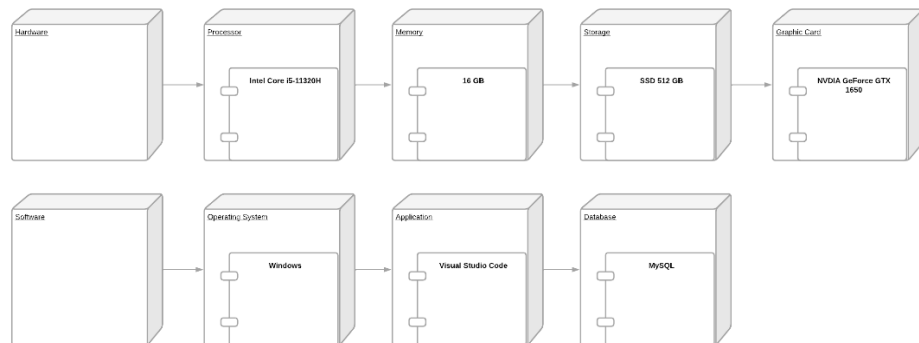 Hardware
Processor
Memory
Storage
Graphic Card
Intel Core i5-11320H
16 GB
SSD 512 GB
NVIDIA GeForce GTX
1650
Software
Operating System
Application
Database
Windows
Visual Studio Code
MySQL